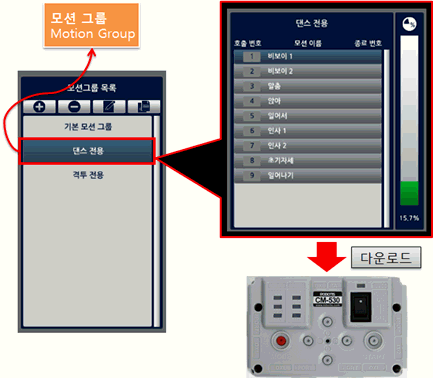 모션 그룹
Motion Group
모션그룹 목록
기본 모션 그룹
댄스 전용
격투 전용
댄스 전용
호출 번호 모션 이름 종료 번호
1 비보이 1
2 비보이 2
3 말춤
4 앉아
5 일어서
6 인사 1
7 인사 2
8 초기자세
9 일어나기
15.7%
다운로드
ROBOTIS
CM-530